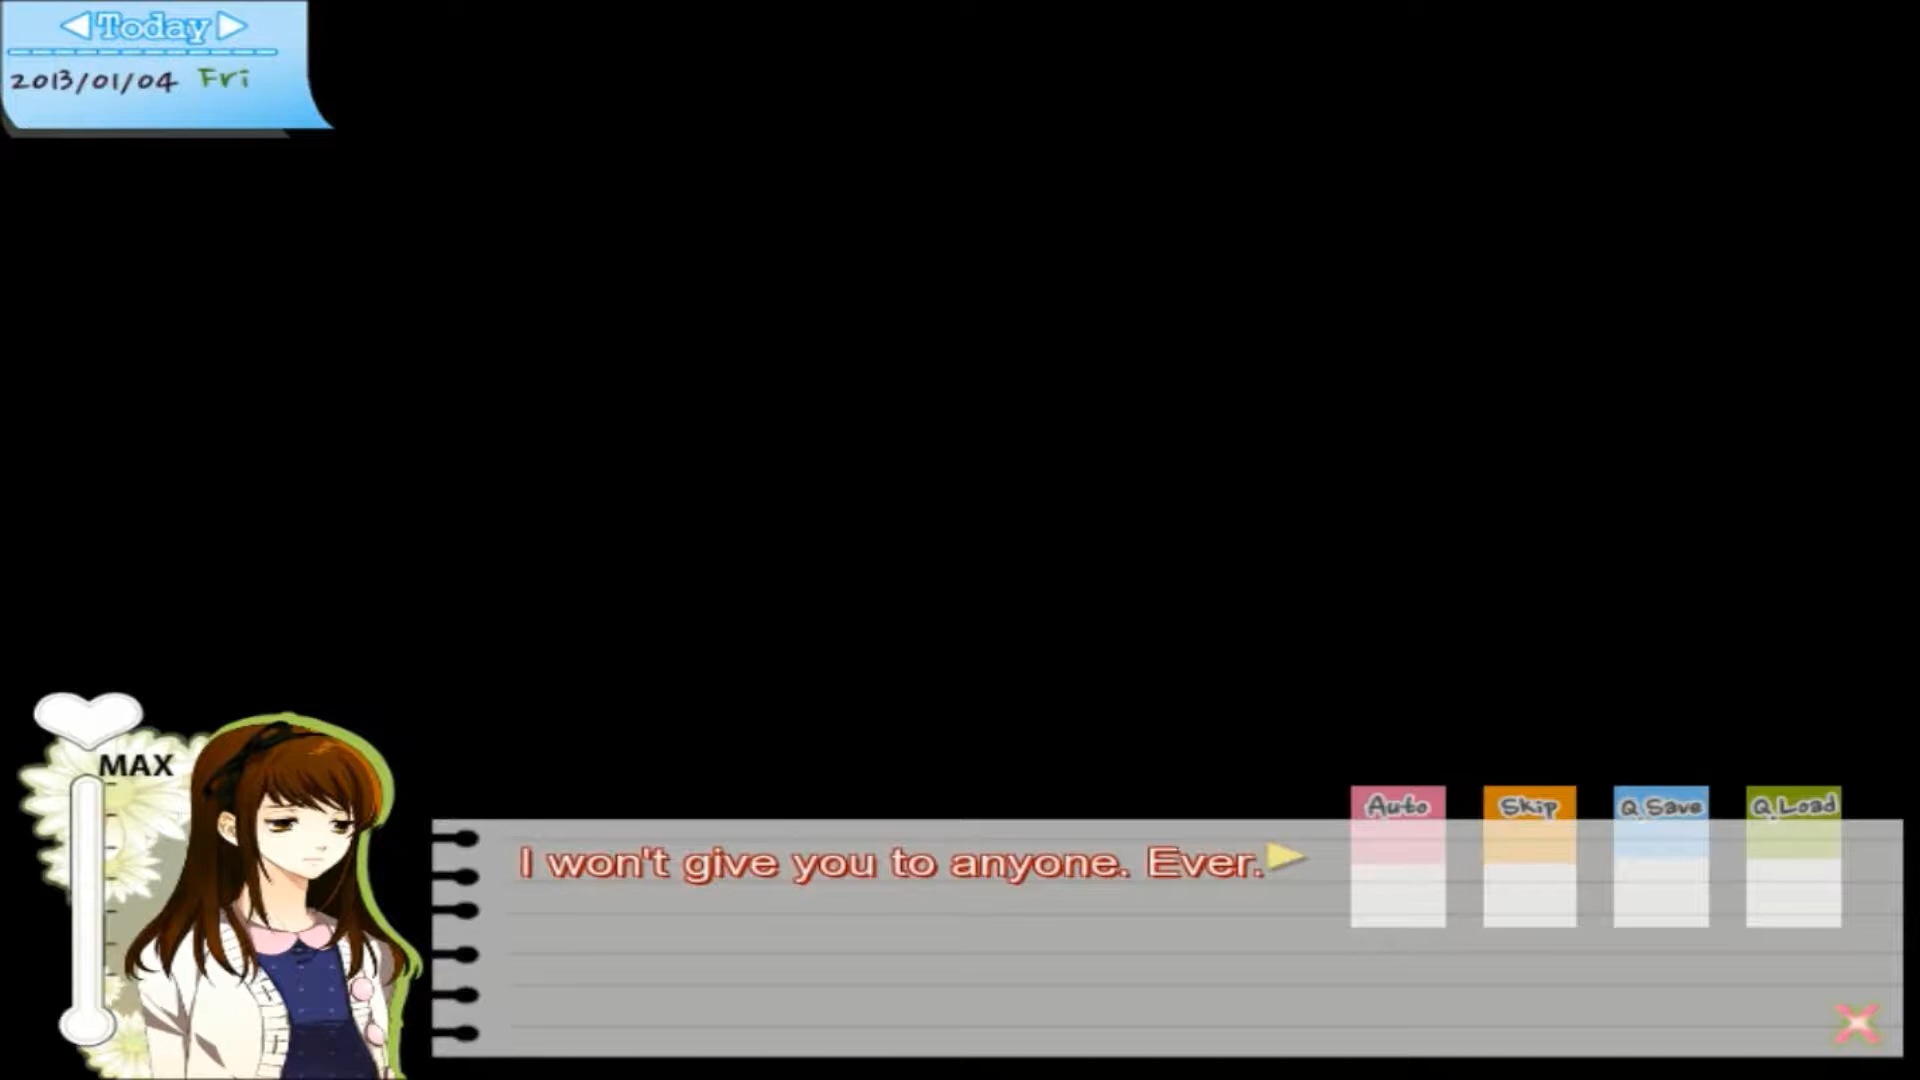 Today
2013/01/04 Fri
MAX
Auto
Skip
Q.Save
Q.Load
I won't give you to anyone. Ever.